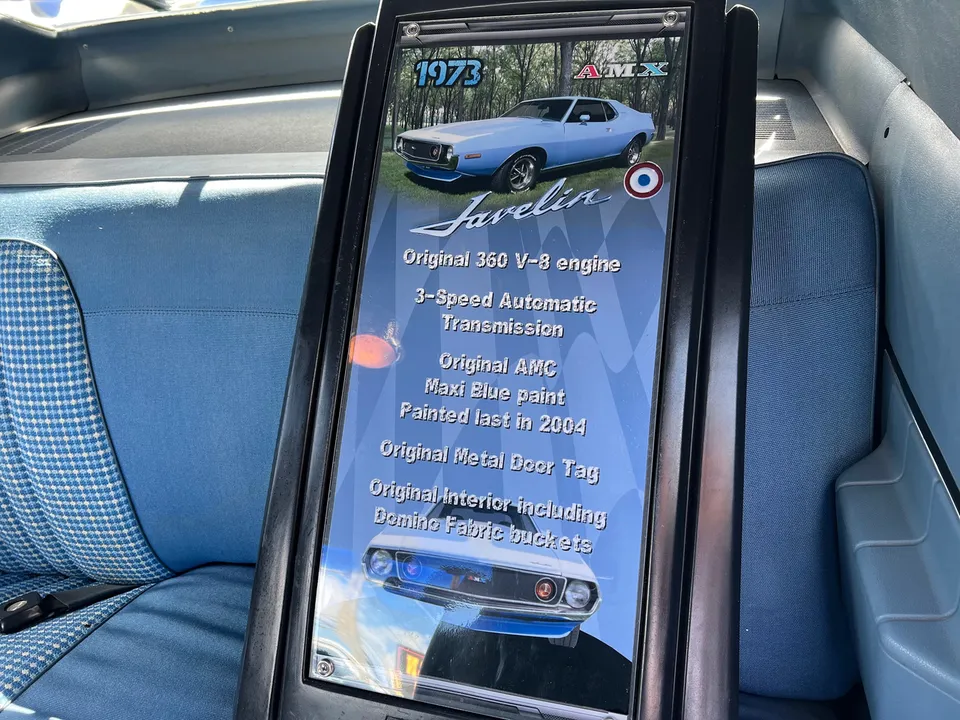 1973 AMX
Javelin
Original 360 V-8 engine
3-Speed Automatic
Transmission
Original AMC
Maxi Blue paint
Painted last in 2004
Original Metal Door Tag
Original Interior including
Domino Fabric buckets